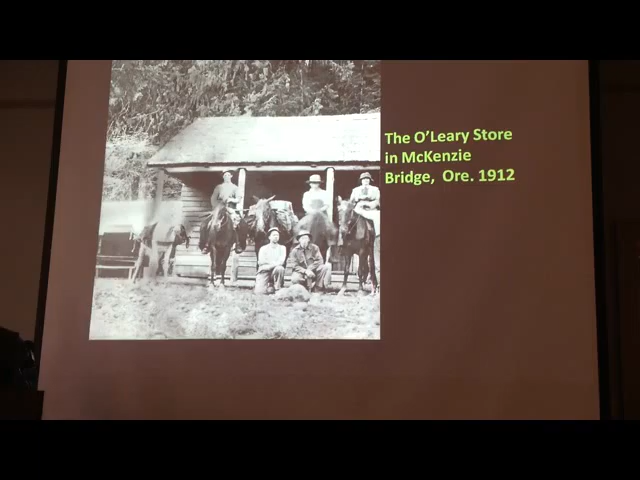 The O'Leary Store
in McKenzie
Bridge, Ore. 1912